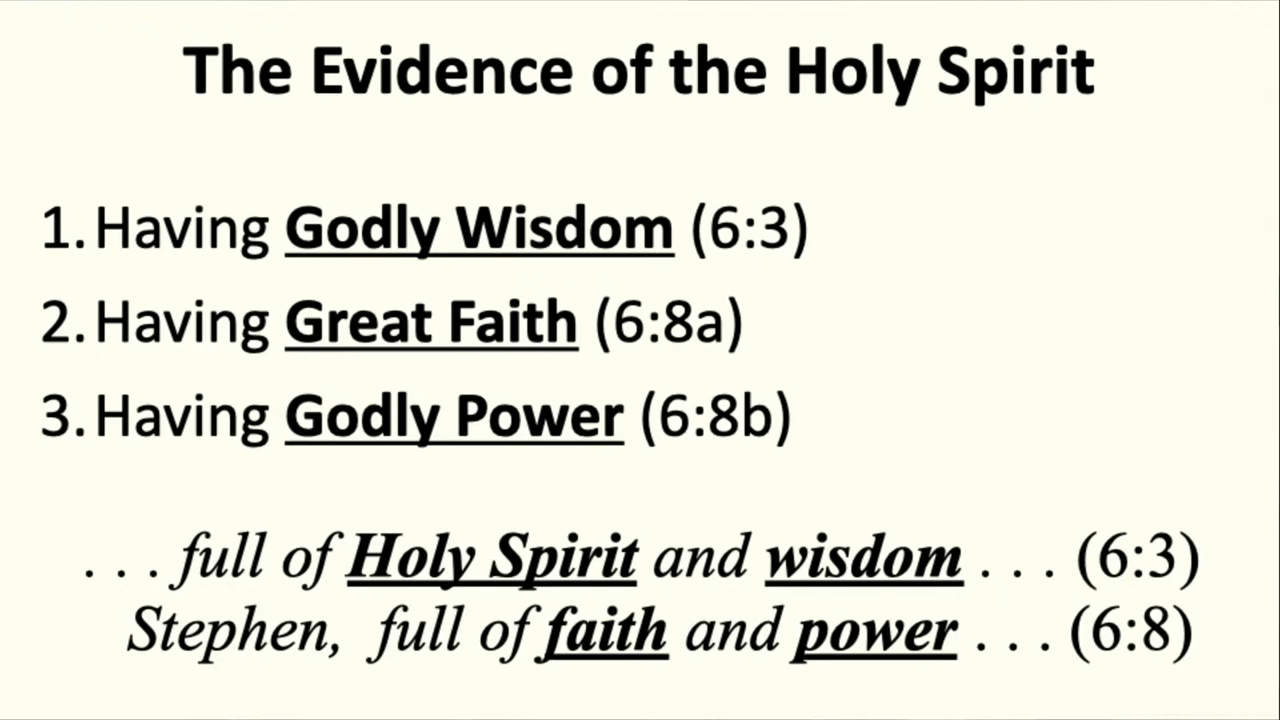 The Evidence of the Holy Spirit
1. Having Godly Wisdom (6:3)
2. Having Great Faith (6:8a)
3. Having Godly Power (6:8b)
. . . full of Holy Spirit and wisdom . . . (6:3)
Stephen, full of faith and power . . . (6:8)